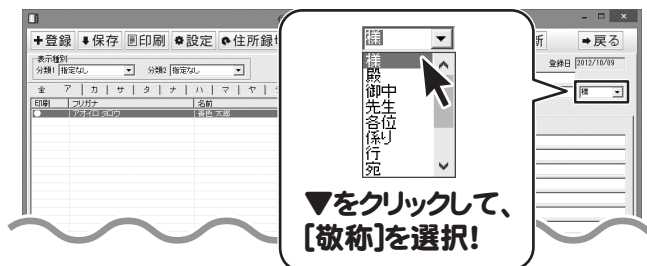 +登録 保存 印刷 設定 住所録 新 戻る
表示種別
分類1 指定なし 分類2 指定なし 登録日 2012/10/09
全 ア カ サ タ ナ ハ マ ヤ
様
印刷 フリガナ 名前
アオイロ タロウ 青色 太郎
様
様
殿
御中
先生
各位
係り
行
宛
▼をクリックして、
[敬称]を選択!